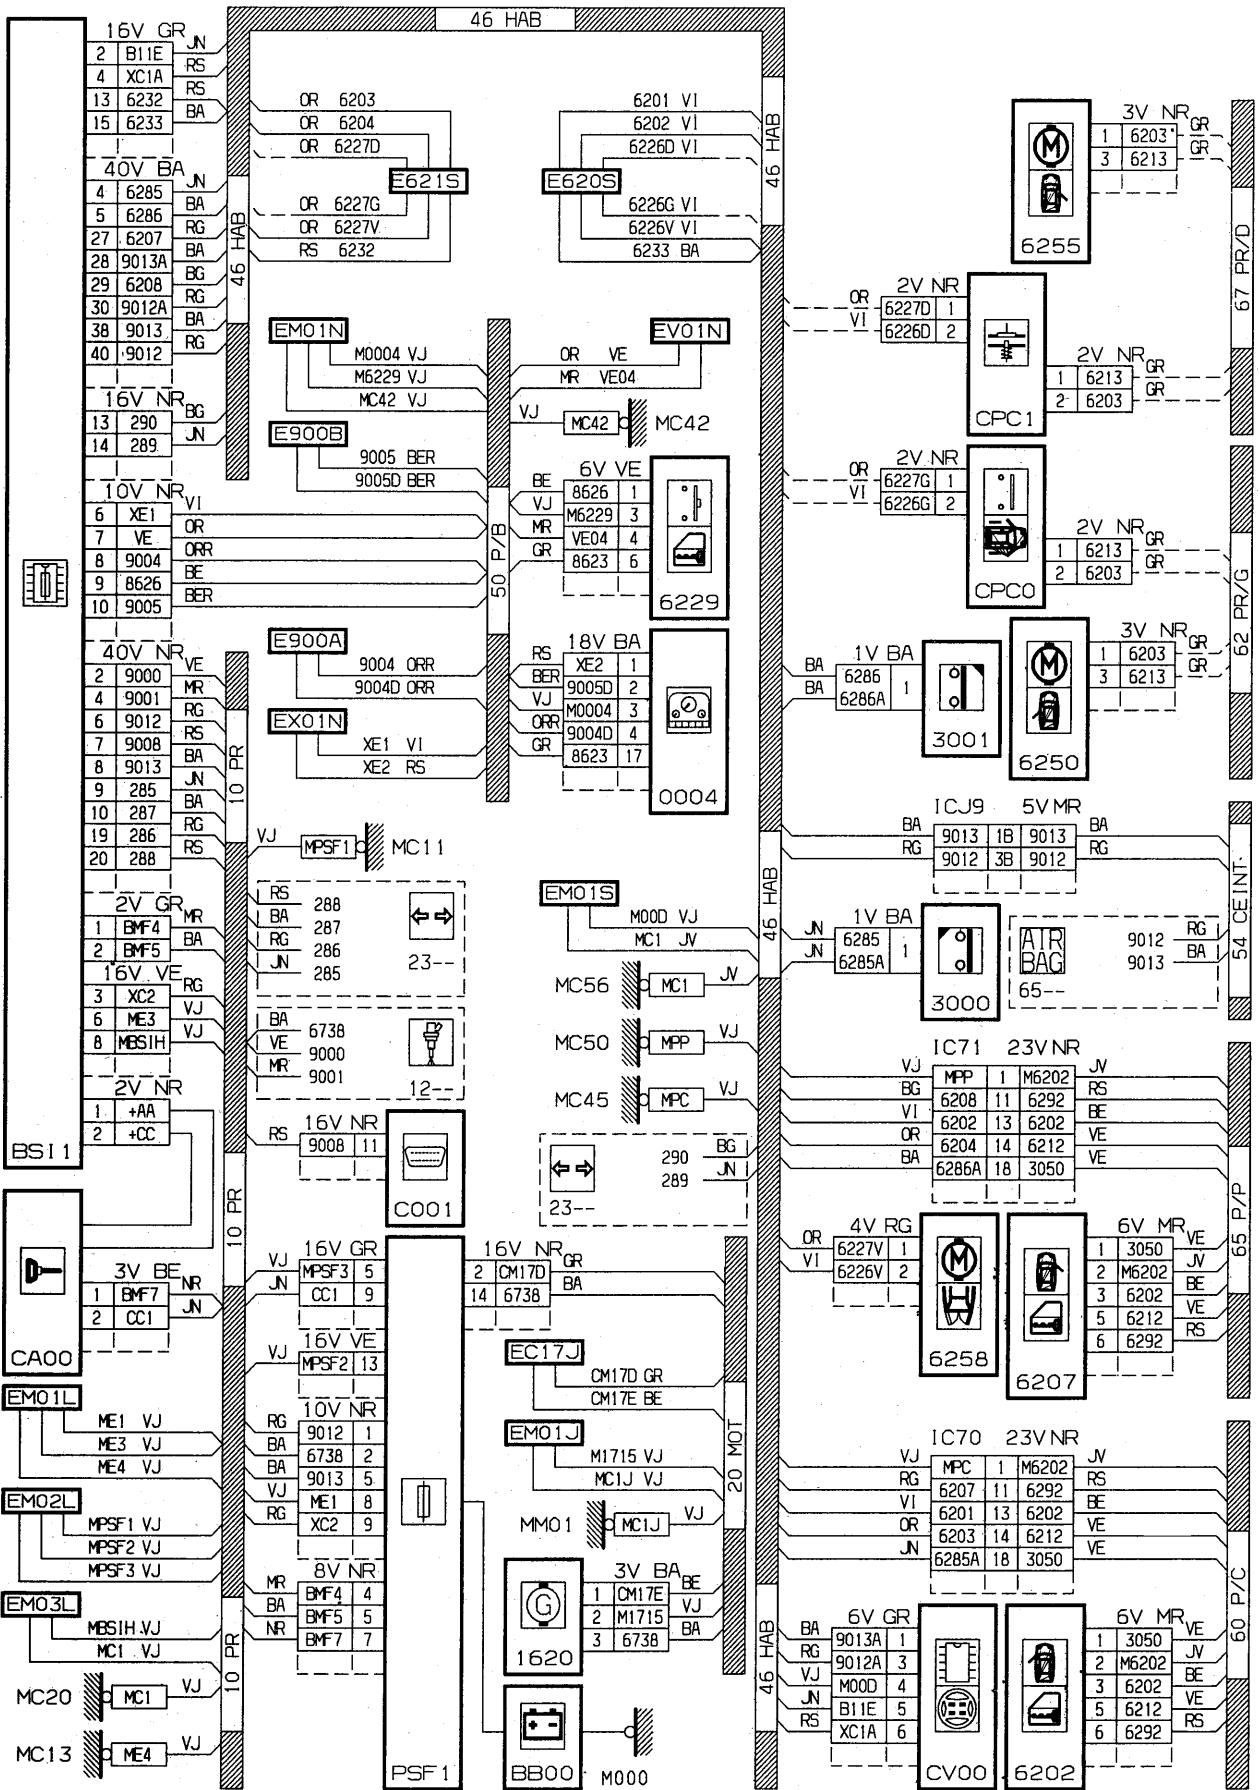 46 HAB
16V GR
2 B11E JN
4 XC1A RS
13 6232 RS
15 6233 BA
40V BA
4 6285 JN
5 6286 BA
27 6207 RG
28 9013A BA
29 6208 BG
30 9012A RG
38 9013 BA
40 9012 RG
16V NR
13 290 BG
14 289 JN
10V NR
6 XE1 VI
7 VE OR
8 9004 ORR
9 8626 BE
10 9005 BER
40V NR
2 9000 VE
4 9001 MR
6 9012 RG
7 9008 RS
8 9013 BA
9 285 JN
10 287 BA
19 286 RG
20 288 RS
2V GR
1 BMF4 MR
2 BMF5 BA
16V VE
3 XC2 RG
6 ME3 VJ
8 MBSIH VJ
2V NR
1 +AA
2 +CC
BSI1
3V BE
1 BMF7 NR
2 CC1 JN
CA00
EM01L
ME1 VJ
ME3 VJ
ME4 VJ
EM02L
MPSF1 VJ
MPSF2 VJ
MPSF3 VJ
EM03L
MBSIH VJ
MC1 VJ
MC20 MC1 VJ
MC13 ME4 VJ
46 HAB
10 PR
10 PR
10 PR
OR 6203
OR 6204
OR 6227D
E621S
OR 6227G
OR 6227V
RS 6232
6201 VI
6202 VI
6226D VI
E620S
6226G VI
6226V VI
6233 BA
46 HAB
EM01N
M0004 VJ
M6229 VJ
MC42 VJ
E900B
9005 BER
9005D BER
50 P/B
EV01N
OR VE
MR VE04
VJ MC42 MC42
6V VE
BE 8626 1
VJ M6229 3
MR VE04 4
GR 8623 6
6229
E900A
9004 ORR
9004D ORR
EX01N
XE1 VI
XE2 RS
18V BA
RS XE2 1
BER 9005D 2
VJ M0004 3
ORR 9004D 4
GR 8623 17
0004
VJ MPSF1 MC11
RS 288
BA 287
RG 286
JN 285
23--
BA 6738
VE 9000
MR 9001
12--
16V NR
RS 9008 11
C001
EM01S
M00D VJ
MC1 JV
MC56 MC1 JV
MC50 MPP VJ
MC45 MPC VJ
290 BG
289 JN
23--
16V GR
VJ MPSF3 5
JN CC1 9
16V VE
VJ MPSF2 13
10V NR
RG 9012 1
BA 6738 2
BA 9013 5
VJ ME1 8
RG XC2 9
8V NR
MR BMF4 4
BA BMF5 5
NR BMF7 7
PSF1
16V NR
2 CM17D GR
14 6738 BA
EC17J
CM17D GR
CM17E BE
EM01J
M1715 VJ
MC1J VJ
MM01 MC1J VJ
20 MOT
3V BA
1 CM17E BE
2 M1715 VJ
3 6738 BA
G
1620
BB00
+ -
M000
46 HAB
46 HAB
3V NR
1 6203 GR
3 6213 GR
M
6255
67 PR/D
2V NR
OR 6227D 1
VI 6226D 2
CPC1
2V NR
1 6213 GR
2 6203 GR
2V NR
OR 6227G 1
VI 6226G 2
CPC0
2V NR
1 6213 GR
2 6203 GR
62 PR/G
1V BA
BA 6286
BA 6286A 1
3001
3V NR
1 6203 GR
3 6213 GR
M
6250
ICJ9 5V MR
BA 9013 1B 9013 BA
RG 9012 3B 9012 RG
54 CEINT.
1V BA
JN 6285
JN 6285A 1
3000
AIR
BAG
65--
9012 RG
9013 BA
IC71 23V NR
VJ MPP 1 M6202 JV
BG 6208 11 6292 RS
VI 6202 13 6202 BE
OR 6204 14 6212 VE
BA 6286A 18 3050 VE
65 P/P
4V RG
OR 6227V 1
VI 6226V 2
M
6258
6V MR
1 3050 VE
2 M6202 JV
3 6202 BE
5 6212 VE
6 6292 RS
6207
IC70 23V NR
VJ MPC 1 M6202 JV
RG 6207 11 6292 RS
VI 6201 13 6202 BE
OR 6203 14 6212 VE
JN 6285A 18 3050 VE
60 P/C
6V GR
BA 9013A 1
RG 9012A 3
VJ M00D 4
JN B11E 5
RS XC1A 6
CV00
6V MR
1 3050 VE
2 M6202 JV
3 6202 BE
5 6212 VE
6 6292 RS
6202